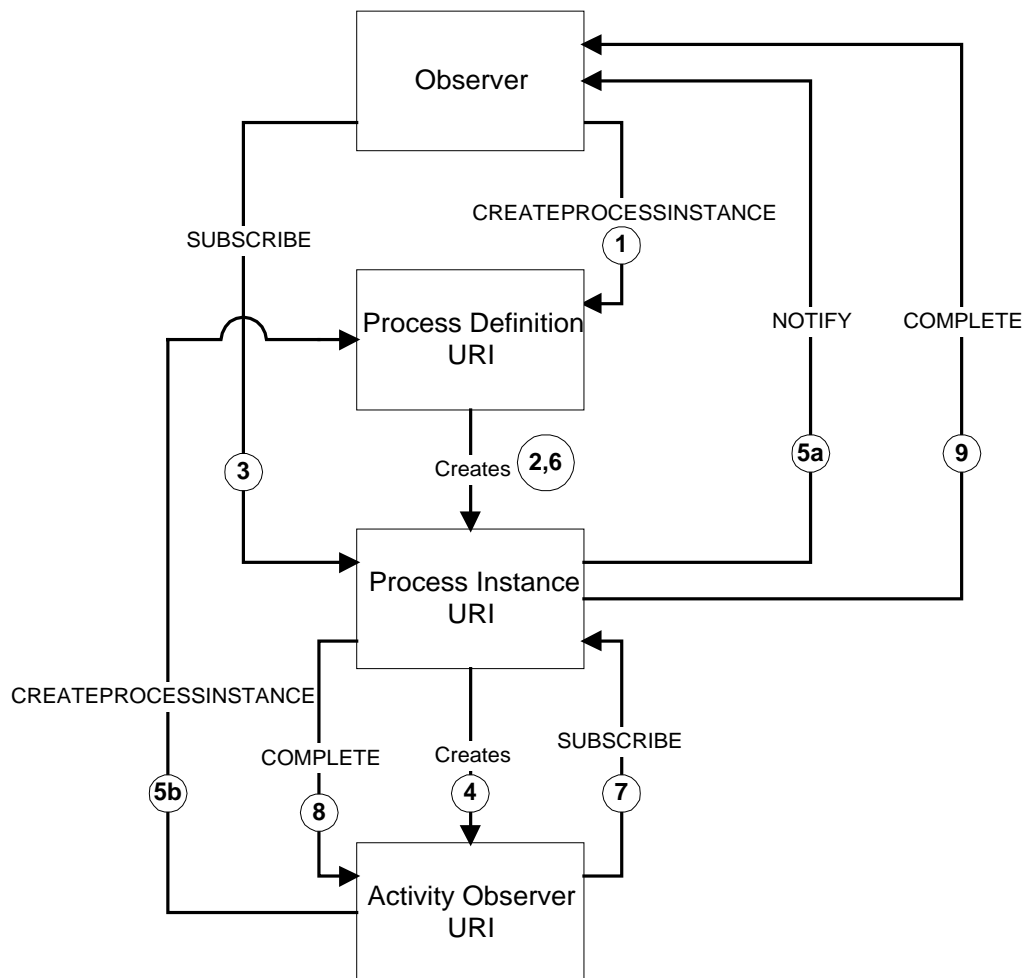 Observer
CREATEPROCESSINSTANCE
1
SUBSCRIBE
Process Definition
URI
NOTIFY
COMPLETE
Creates
2,6
3
5a
9
Process Instance
URI
CREATEPROCESSINSTANCE
COMPLETE
Creates
SUBSCRIBE
5b
8
4
7
Activity Observer
URI